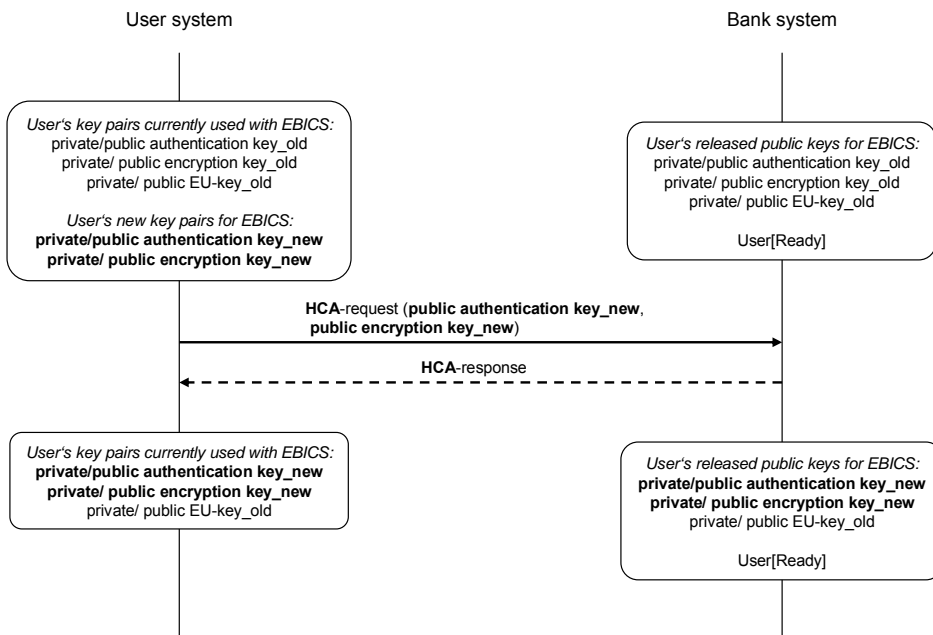 User system
Bank system
User‘s key pairs currently used with EBICS:
private/public authentication key_old
private/ public encryption key_old
private/ public EU-key_old
User‘s new key pairs for EBICS:
private/public authentication key_new
private/ public encryption key_new
User‘s released public keys for EBICS:
private/public authentication key_old
private/ public encryption key_old
private/ public EU-key_old
User[Ready]
HCA-request (public authentication key_new,
public encryption key_new)
HCA-response
User‘s key pairs currently used with EBICS:
private/public authentication key_new
private/ public encryption key_new
private/ public EU-key_old
User‘s released public keys for EBICS:
private/public authentication key_new
private/ public encryption key_new
private/ public EU-key_old
User[Ready]